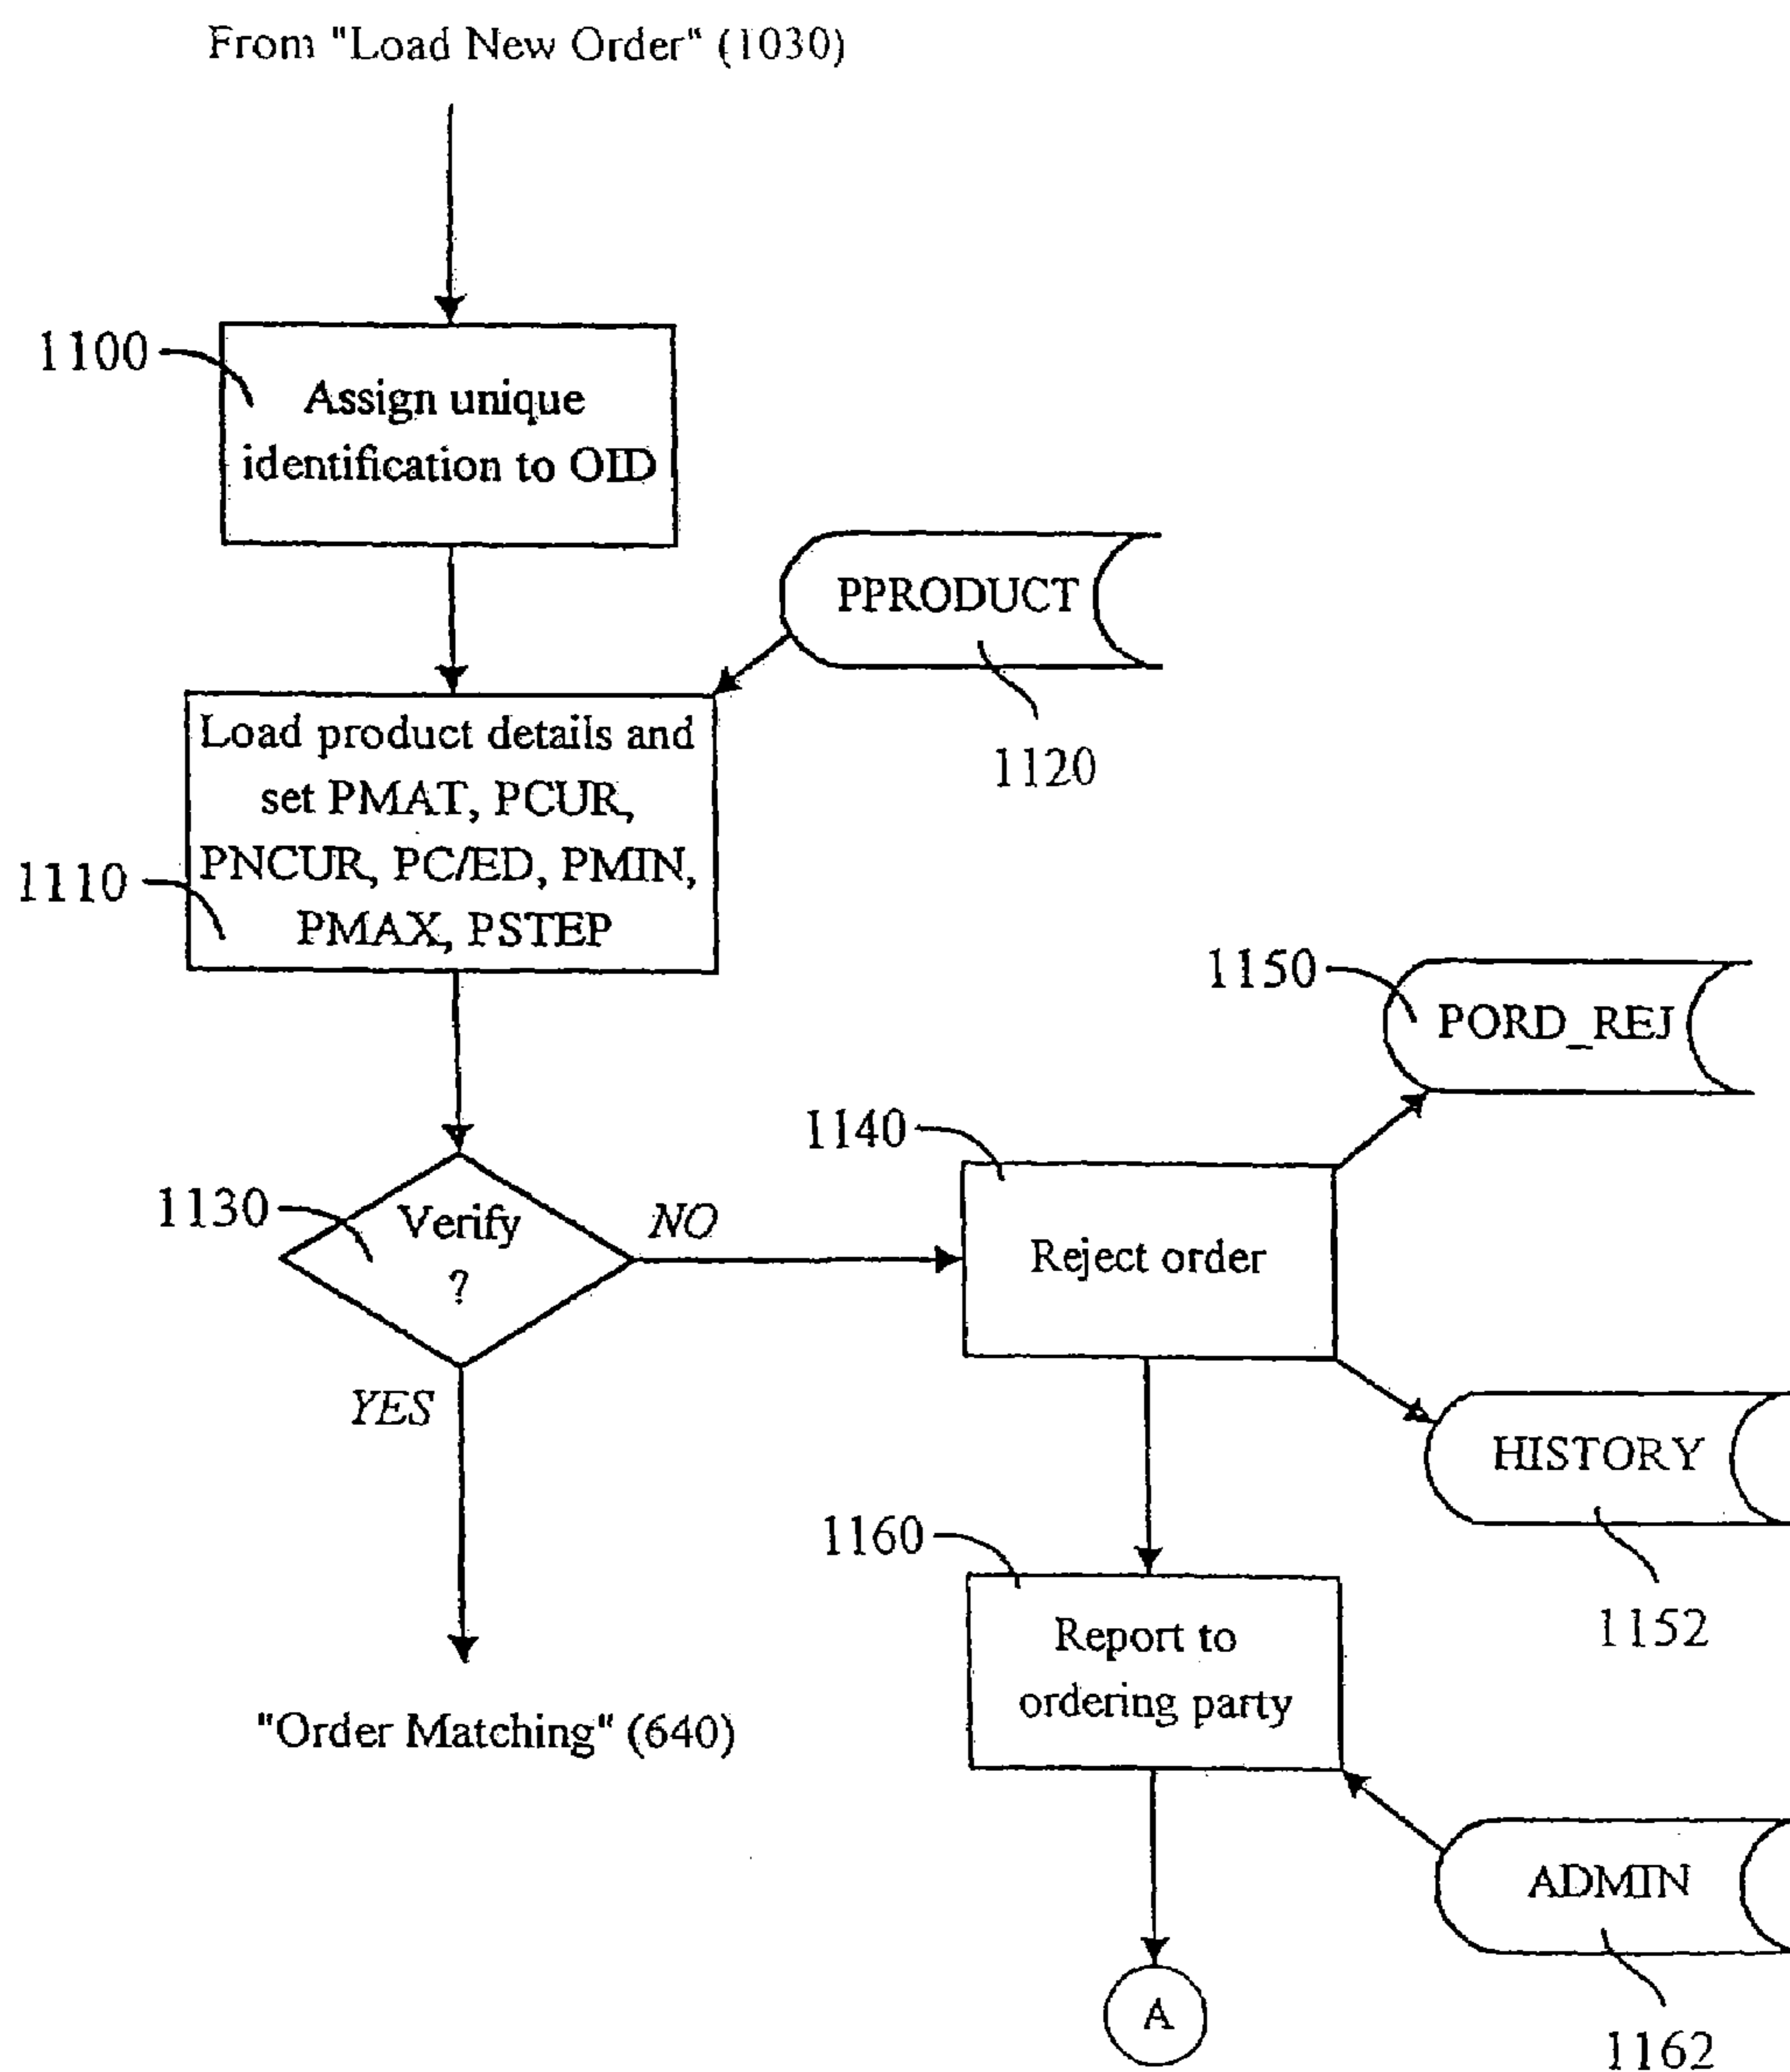 From "Load New Order" (1030)
1100
Assign unique
identification to OID
PPRODUCT
1120
Load product details and
set PMAT, PCUR,
PNCUR, PC/ED, PMIN,
PMAX, PSTEP
1110
1150
PORD_REJ
1140
1130
Verify
?
NO
Reject order
YES
HISTORY
1152
1160
Report to
ordering party
"Order Matching" (640)
ADMIN
1162
A